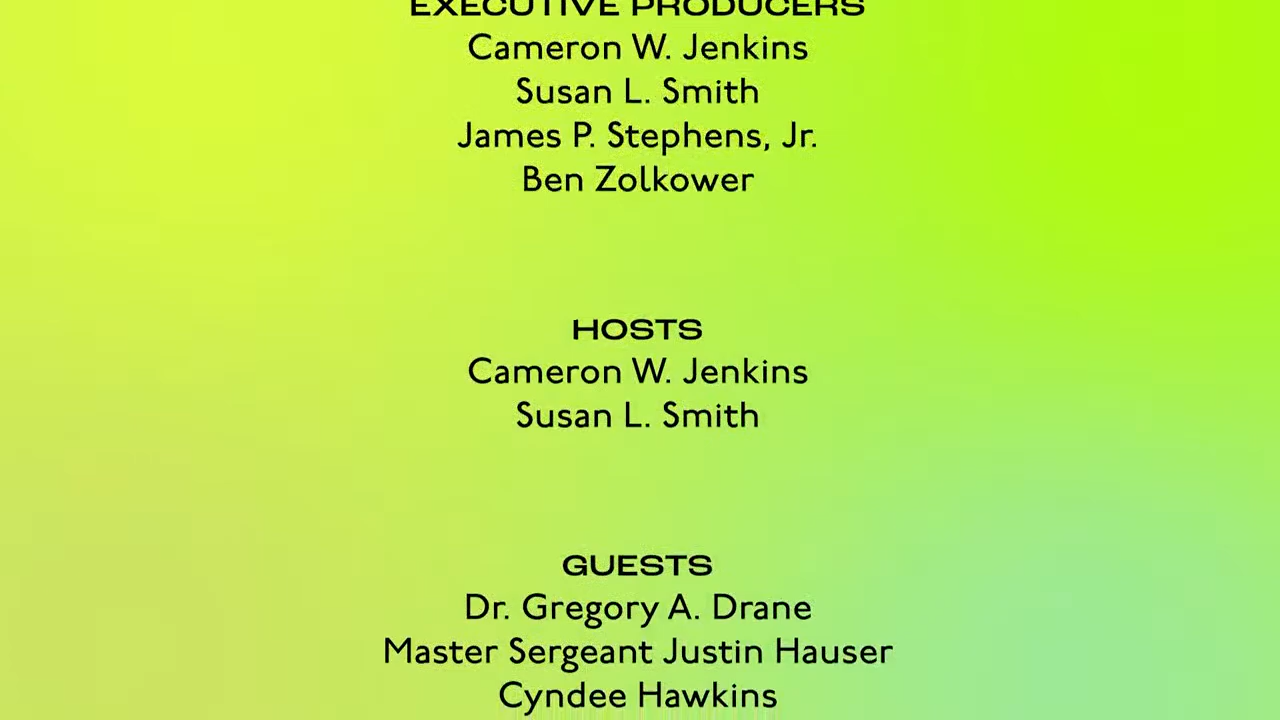 EXECUTIVE PRODUCERS
Cameron W. Jenkins
Susan L. Smith
James P. Stephens, Jr.
Ben Zolkower
HOSTS
Cameron W. Jenkins
Susan L. Smith
GUESTS
Dr. Gregory A. Drane
Master Sergeant Justin Hauser
Cyndee Hawkins